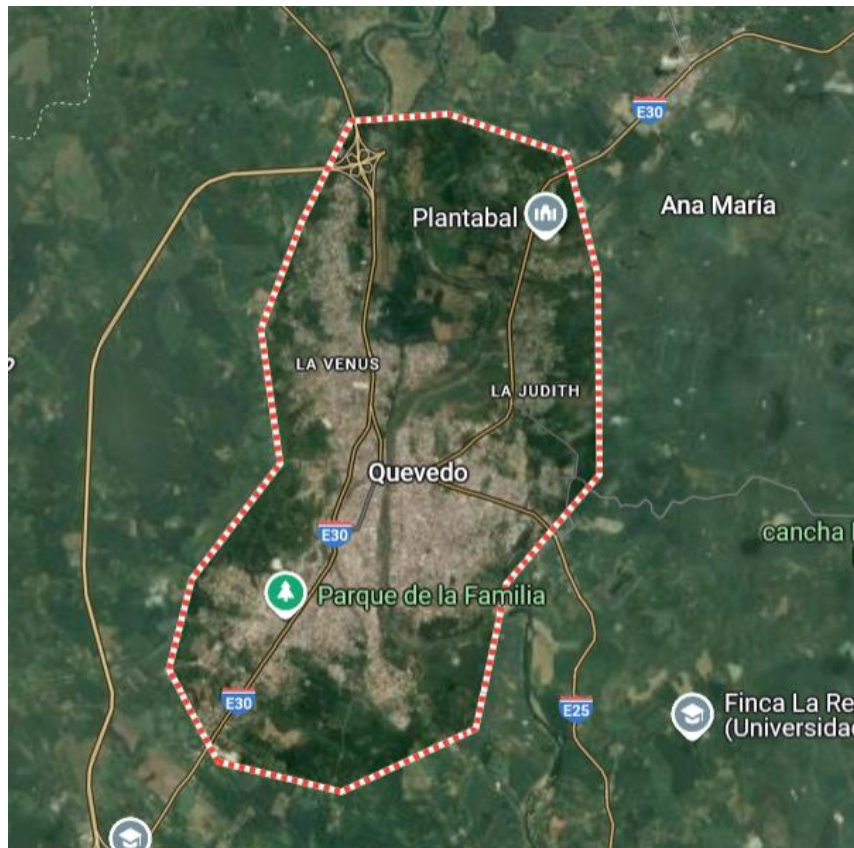 E30
Plantabal
Ana María
LA VENUS
LA JUDITH
Quevedo
E30
cancha
Parque de la Familia
E30
E25
Finca La Re
(Universidad